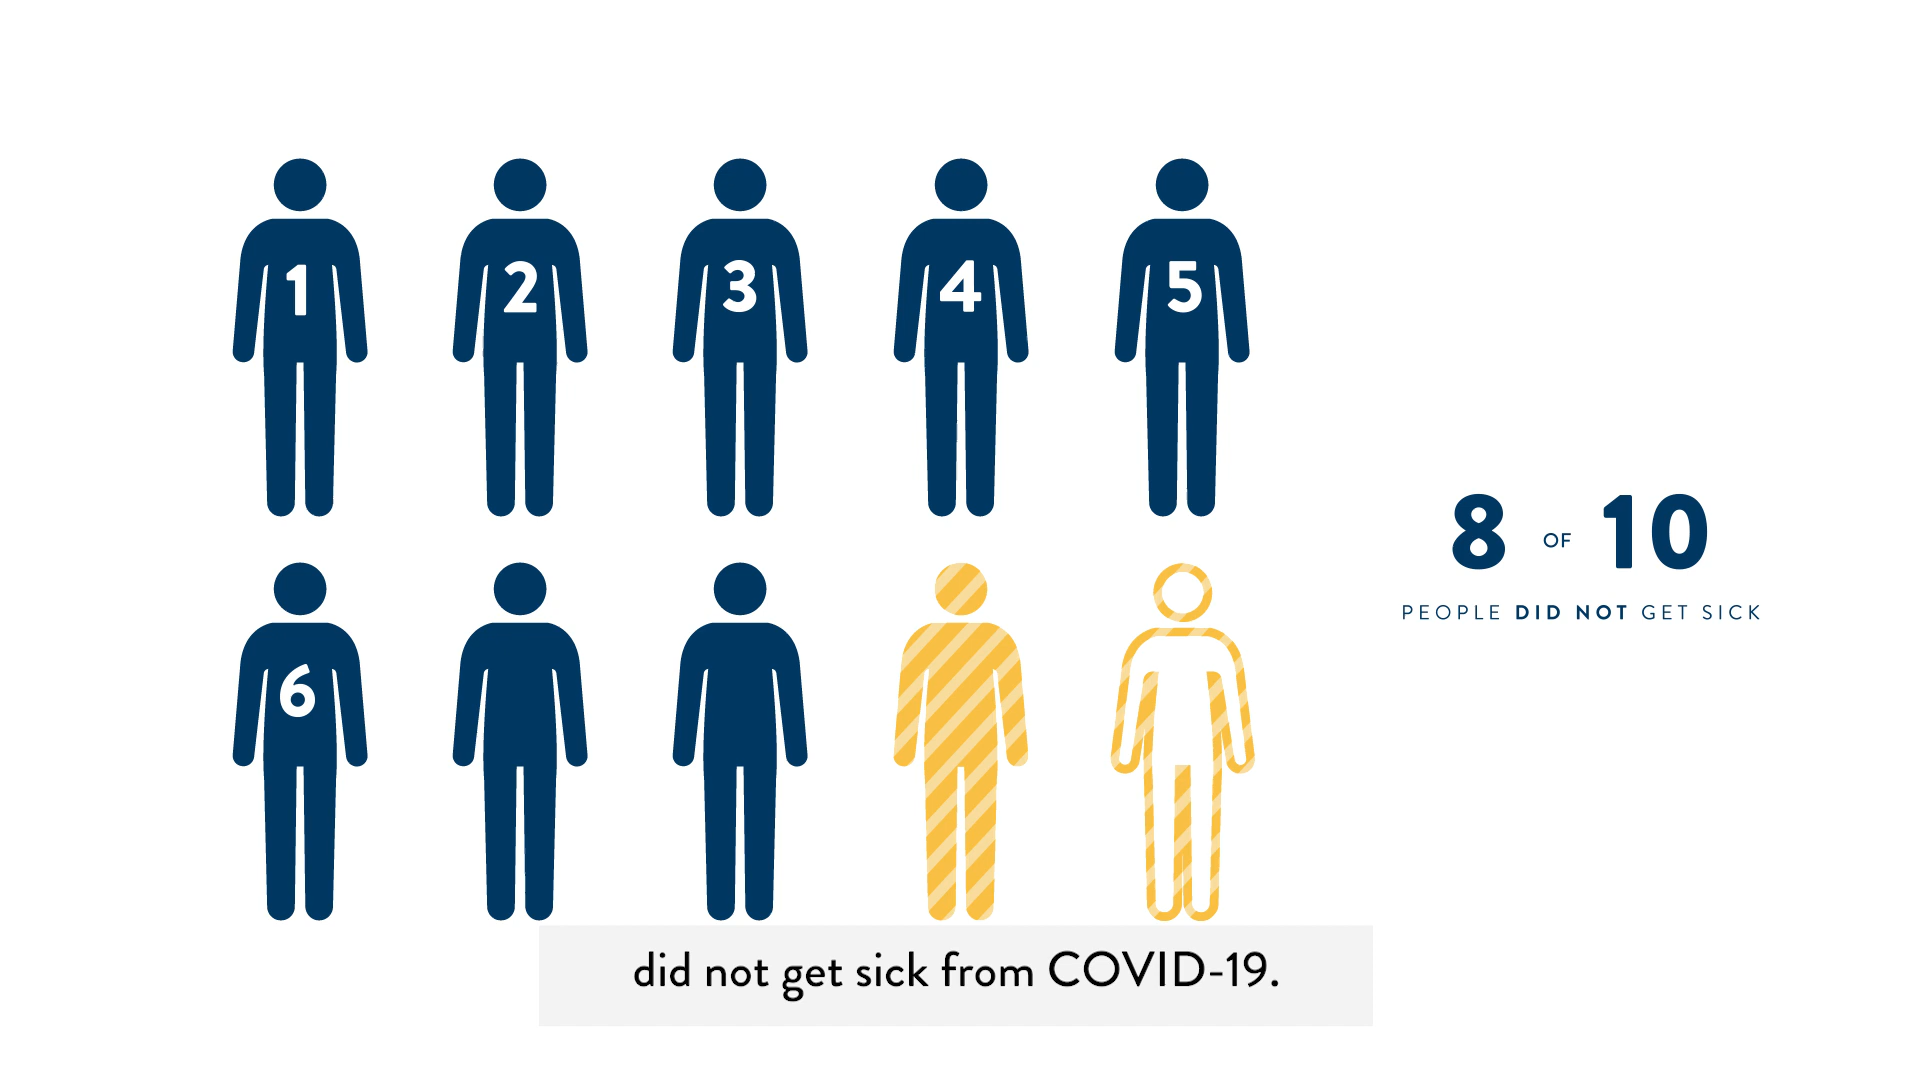 1 2 3 4 5
6
8 OF 10
PEOPLE DID NOT GET SICK
did not get sick from COVID-19.